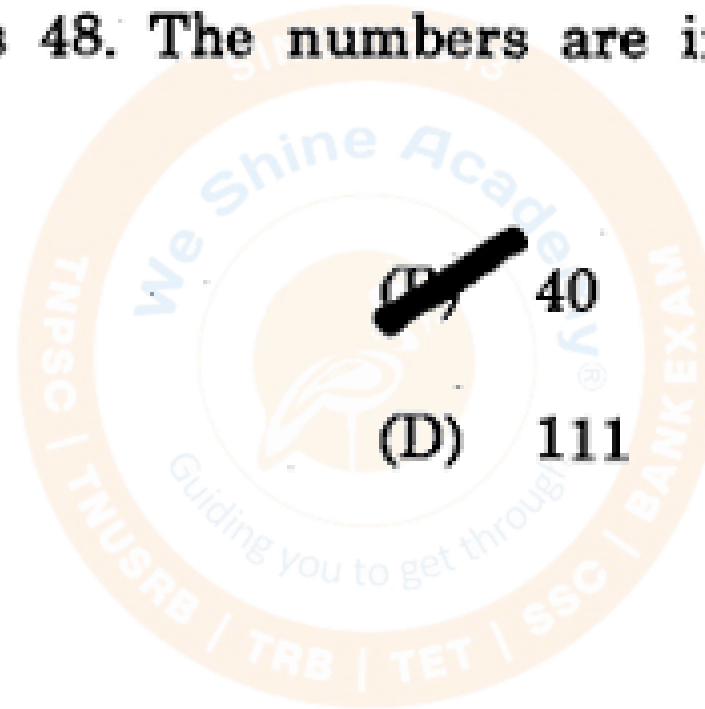 48. The numbers are
We Shine Academy®
40
(D) 111
Guiding you to get through
TNPSC | TNUSRB | TRB | TET | SSC | BANK EXAM